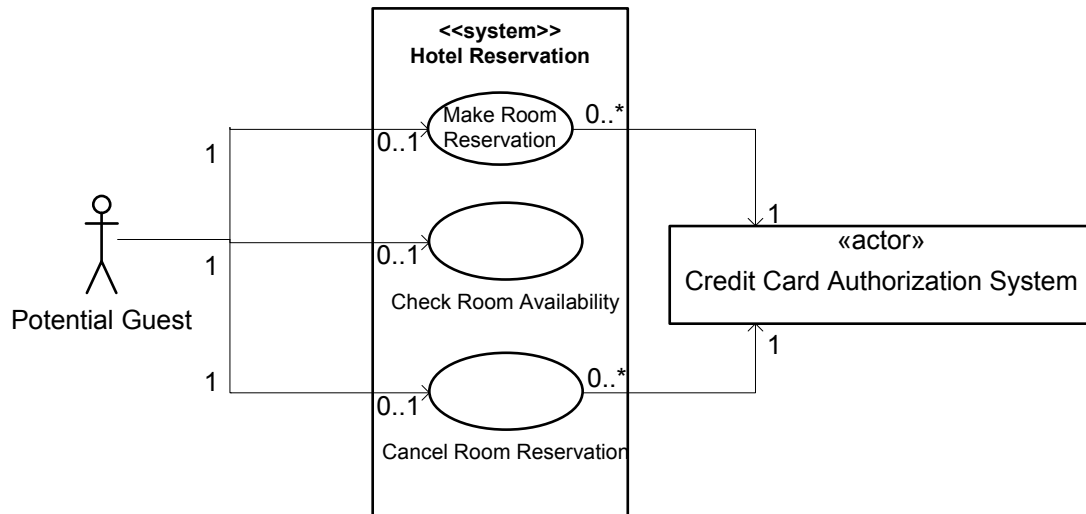 <<system>>
Hotel Reservation
Make Room
Reservation
0..*
1
0..1
1
«actor»
Credit Card Authorization System
1
0..1
Check Room Availability
Potential Guest
1
1
0..1
0..*
Cancel Room Reservation